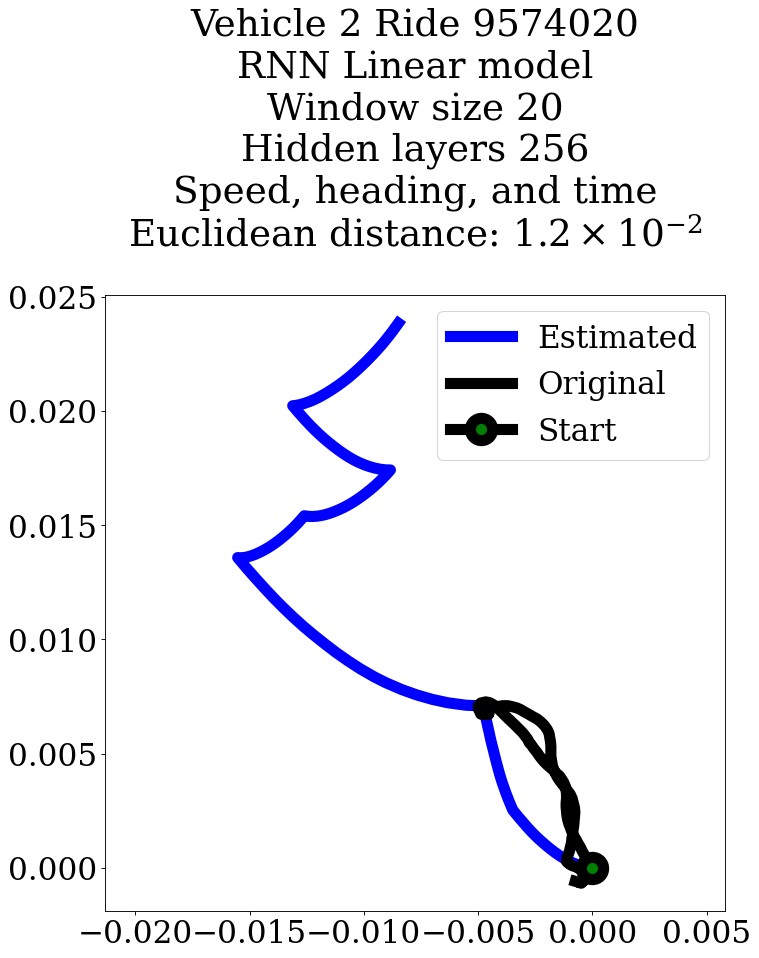 Vehicle 2 Ride 9574020
RNN Linear model
Window size 20
Hidden layers 256
Speed, heading, and time
Euclidean distance: 1.2 × 10⁻²
0.025
0.020
0.015
0.010
0.005
0.000
Estimated
Original
Start
−0.020 −0.015 −0.010 −0.005 0.000 0.005